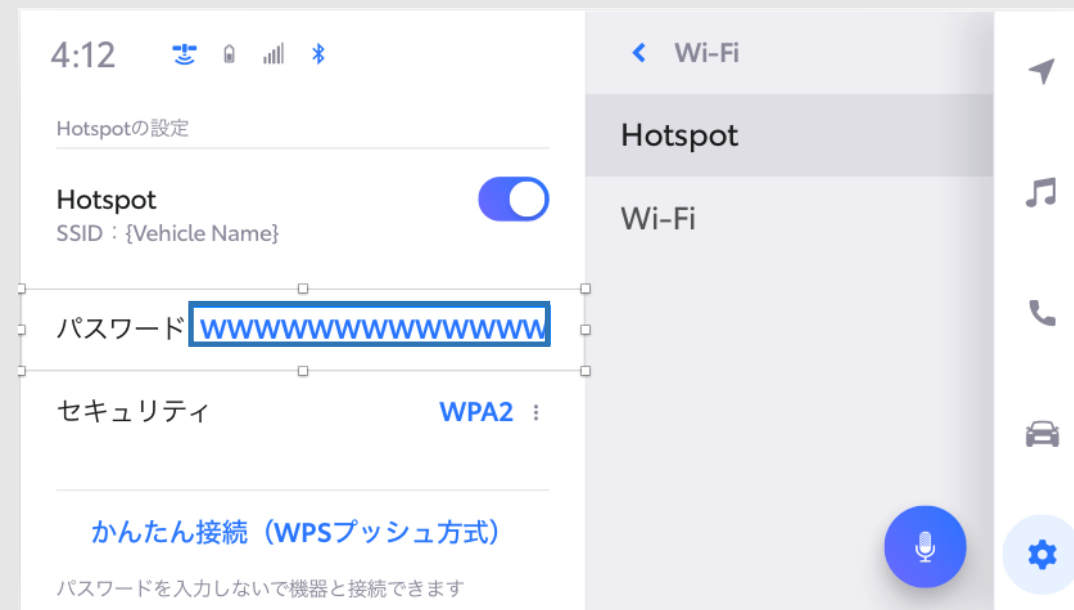 4:12
Hotspotの設定
Hotspot
SSID：{Vehicle Name}
パスワード WWWWWWWWWWWWW
セキュリティ WPA2
かんたん接続（WPSプッシュ方式）
パスワードを入力しないで機器と接続できます
Wi-Fi
Hotspot
Wi-Fi